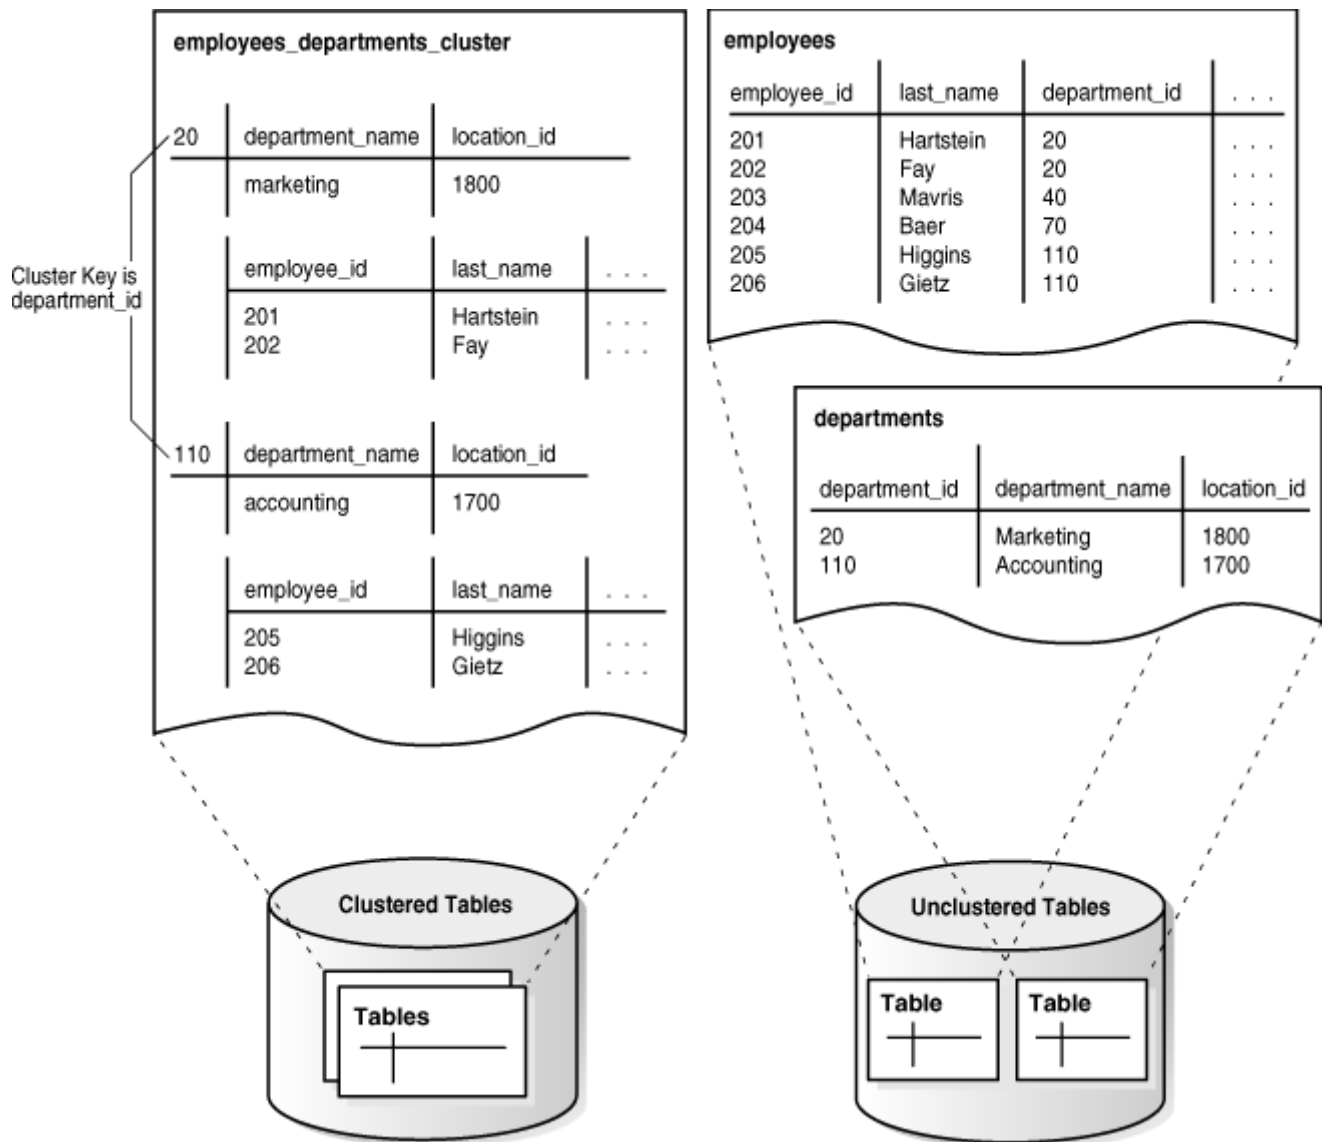 employees_departments_cluster
20 department_name location_id
marketing 1800
employee_id last_name . . .
201 Hartstein . . .
202 Fay . . .
Cluster Key is
department_id
110 department_name location_id
accounting 1700
employee_id last_name . . .
205 Higgins . . .
206 Gietz . . .
employees
employee_id last_name department_id . . .
201 Hartstein 20 . . .
202 Fay 20 . . .
203 Mavris 40 . . .
204 Baer 70 . . .
205 Higgins 110 . . .
206 Gietz 110 . . .
departments
department_id department_name location_id
20 Marketing 1800
110 Accounting 1700
Clustered Tables
Tables
Unclustered Tables
Table Table